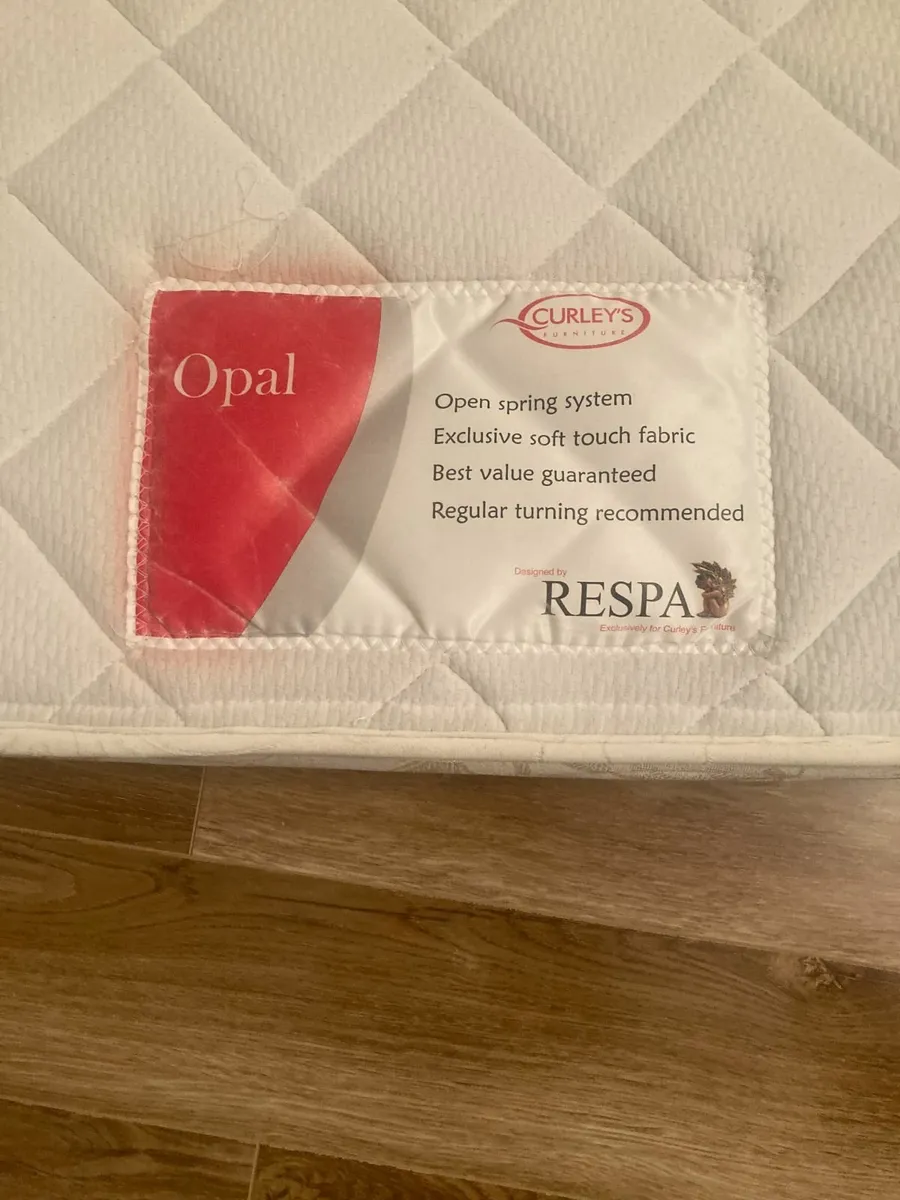 Opal
CURLEY'S
FURNITURE
Open spring system
Exclusive soft touch fabric
Best value guaranteed
Regular turning recommended
Designed by
RESPA
Exclusively for Curley's Furniture